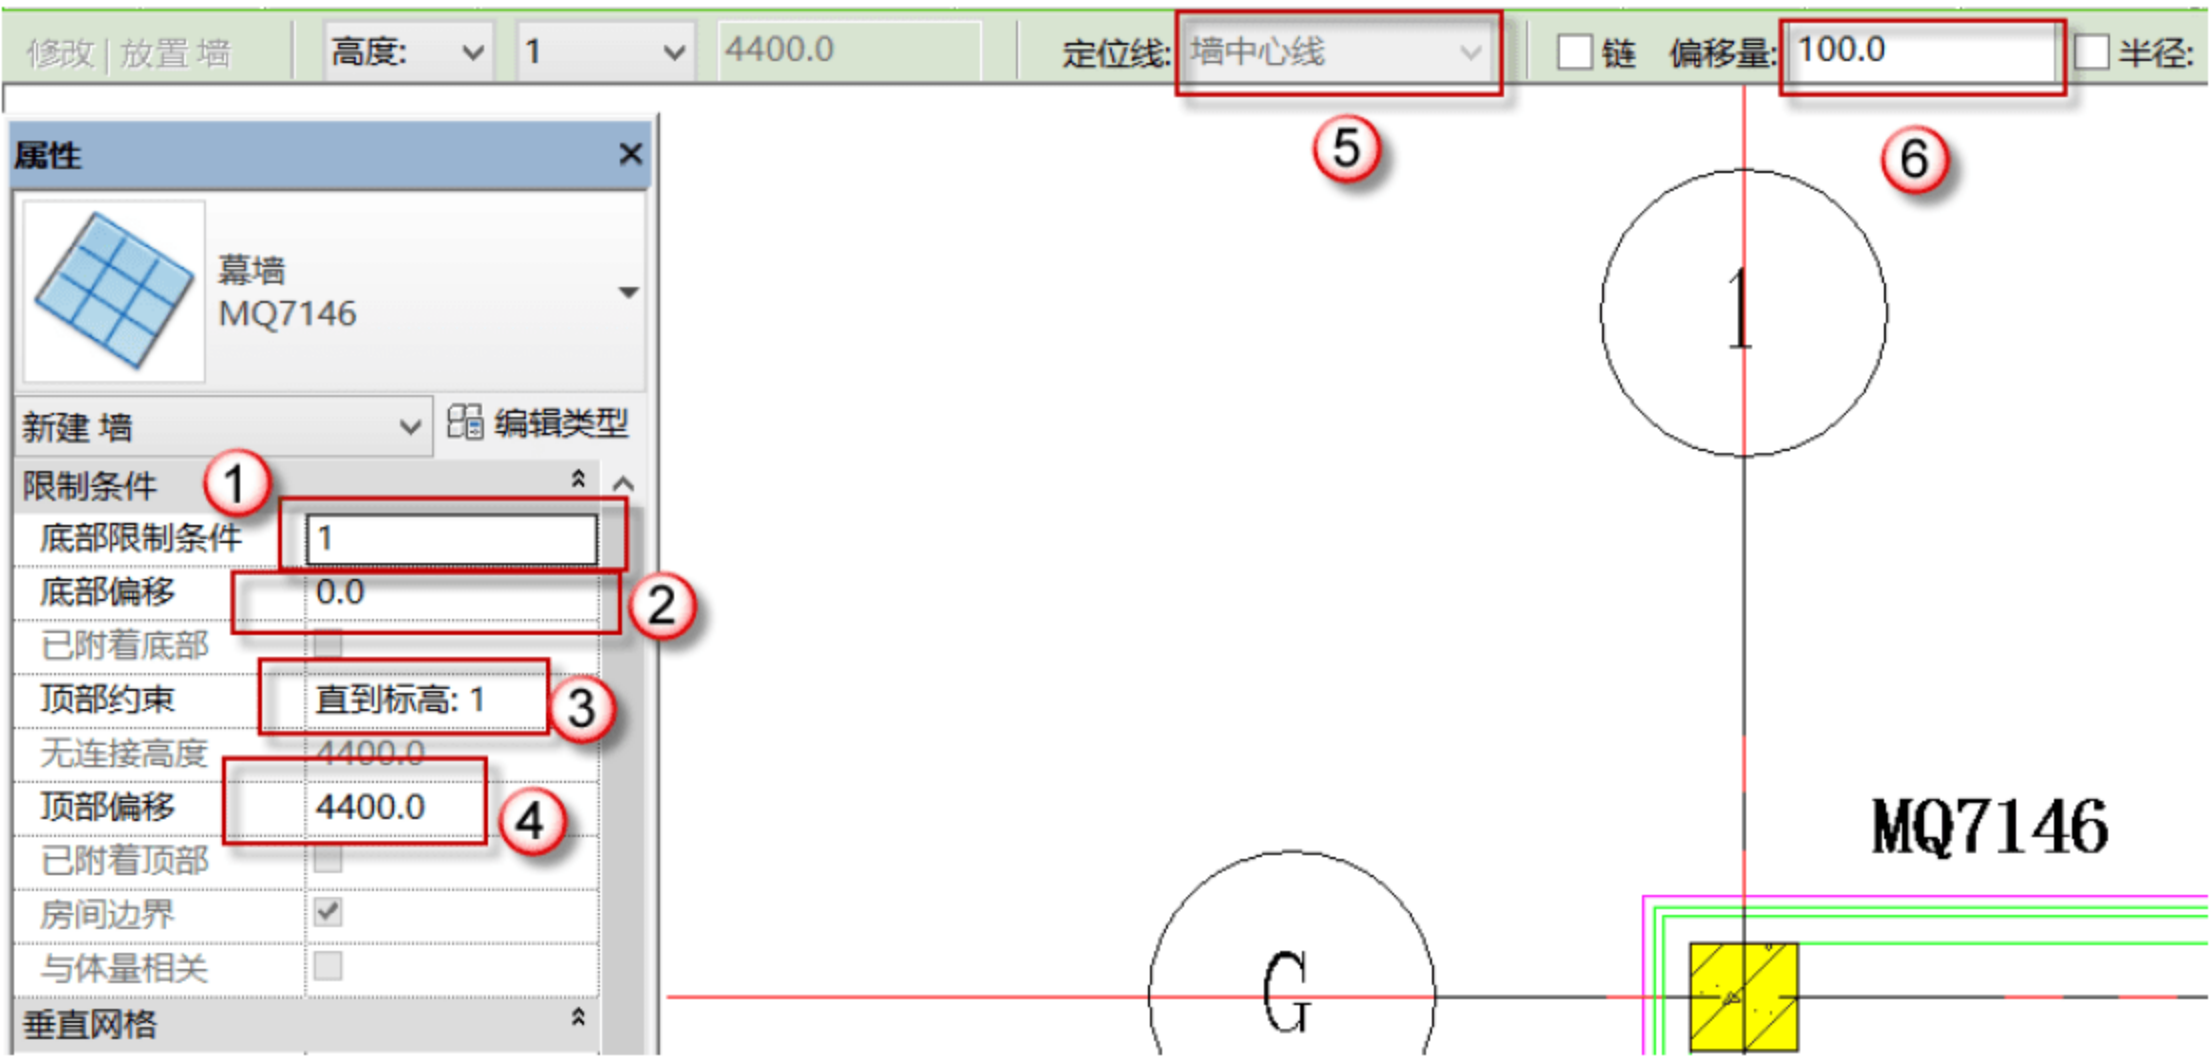 修改 | 放置 墙 高度: 1 4400.0 定位线: 墙中心线 链 偏移量: 100.0 半径:
5
6
属性
幕墙
MQ7146
新建 墙 编辑类型
限制条件
1
底部限制条件 1
底部偏移 0.0
2
已附着底部
顶部约束 直到标高: 1
3
无连接高度 4400.0
顶部偏移 4400.0
4
已附着顶部
房间边界
与体量相关
垂直网格
1
MQ7146
G